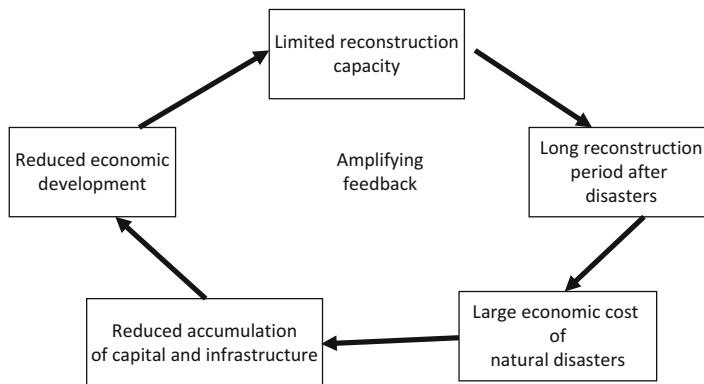 Limited reconstruction
capacity
Reduced economic
development
Amplifying
feedback
Long reconstruction
period after
disasters
Reduced accumulation
of capital and infrastructure
Large economic cost
of
natural disasters